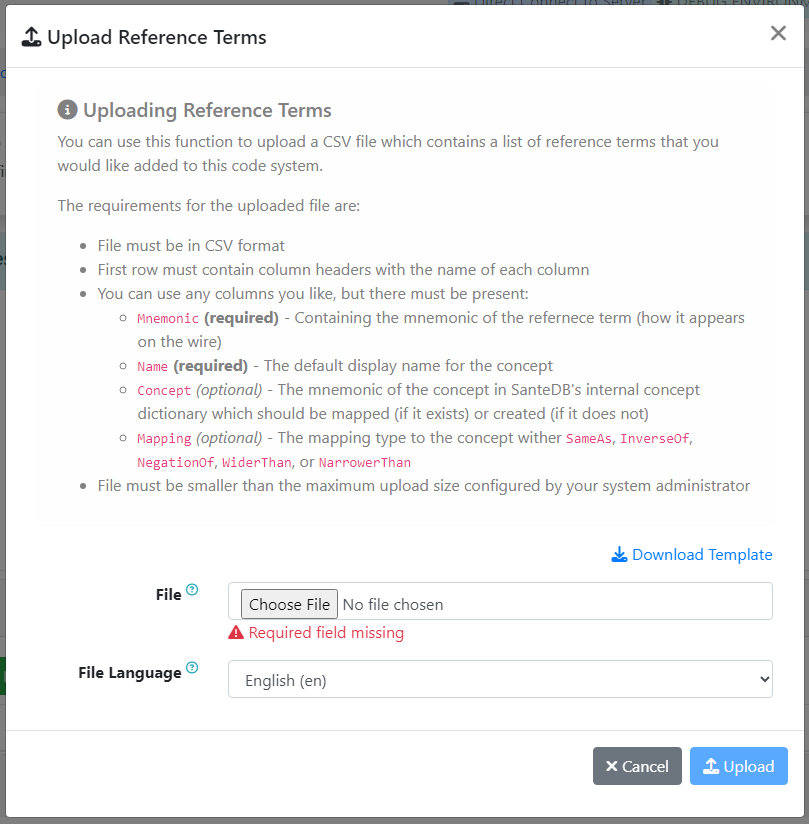 Direct Connect To Server
Upload Reference Terms
Uploading Reference Terms
You can use this function to upload a CSV file which contains a list of reference terms that you
would like added to this code system.
The requirements for the uploaded file are:
File must be in CSV format
First row must contain column headers with the name of each column
You can use any columns you like, but there must be present:
Mnemonic (required) - Containing the mnemonic of the refernece term (how it appears
on the wire)
Name (required) - The default display name for the concept
Concept (optional) - The mnemonic of the concept in SanteDB's internal concept
dictionary which should be mapped (if it exists) or created (if it does not)
Mapping (optional) - The mapping type to the concept wither SameAs, InverseOf,
NegationOf, WiderThan, or NarrowerThan
File must be smaller than the maximum upload size configured by your system administrator
Download Template
File
Choose File No file chosen
Required field missing
File Language
English (en)
Cancel Upload